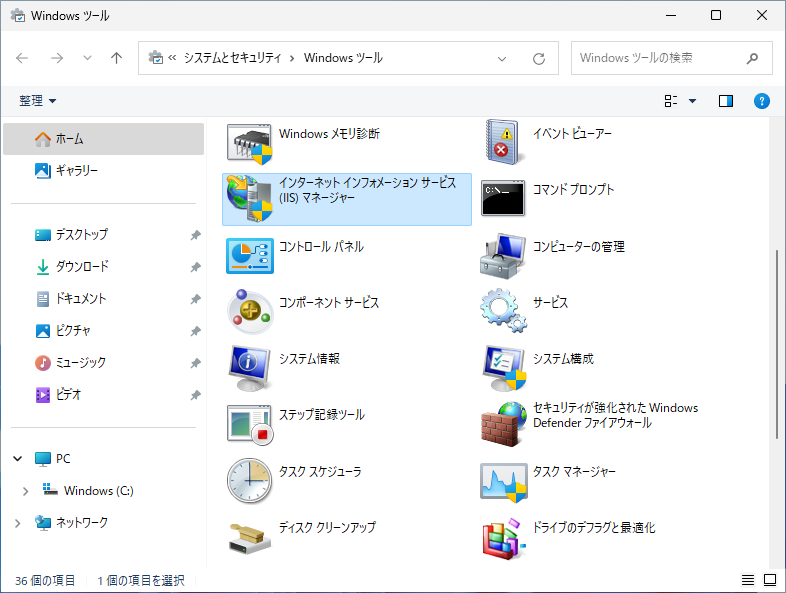 Windows ツール
« システムとセキュリティ › Windows ツール
Windows ツールの検索
整理
ホーム
ギャラリー
デスクトップ
ダウンロード
ドキュメント
ピクチャ
ミュージック
ビデオ
PC
Windows (C:)
ネットワーク
Windows メモリ診断
イベント ビューアー
インターネット インフォメーション サービス
(IIS) マネージャー
C:\_
コマンド プロンプト
コントロール パネル
コンピューターの管理
コンポーネント サービス
サービス
システム情報
システム構成
ステップ記録ツール
セキュリティが強化された Windows
Defender ファイアウォール
タスク スケジューラ
タスク マネージャー
ディスク クリーンアップ
ドライブのデフラグと最適化
36 個の項目
1 個の項目を選択